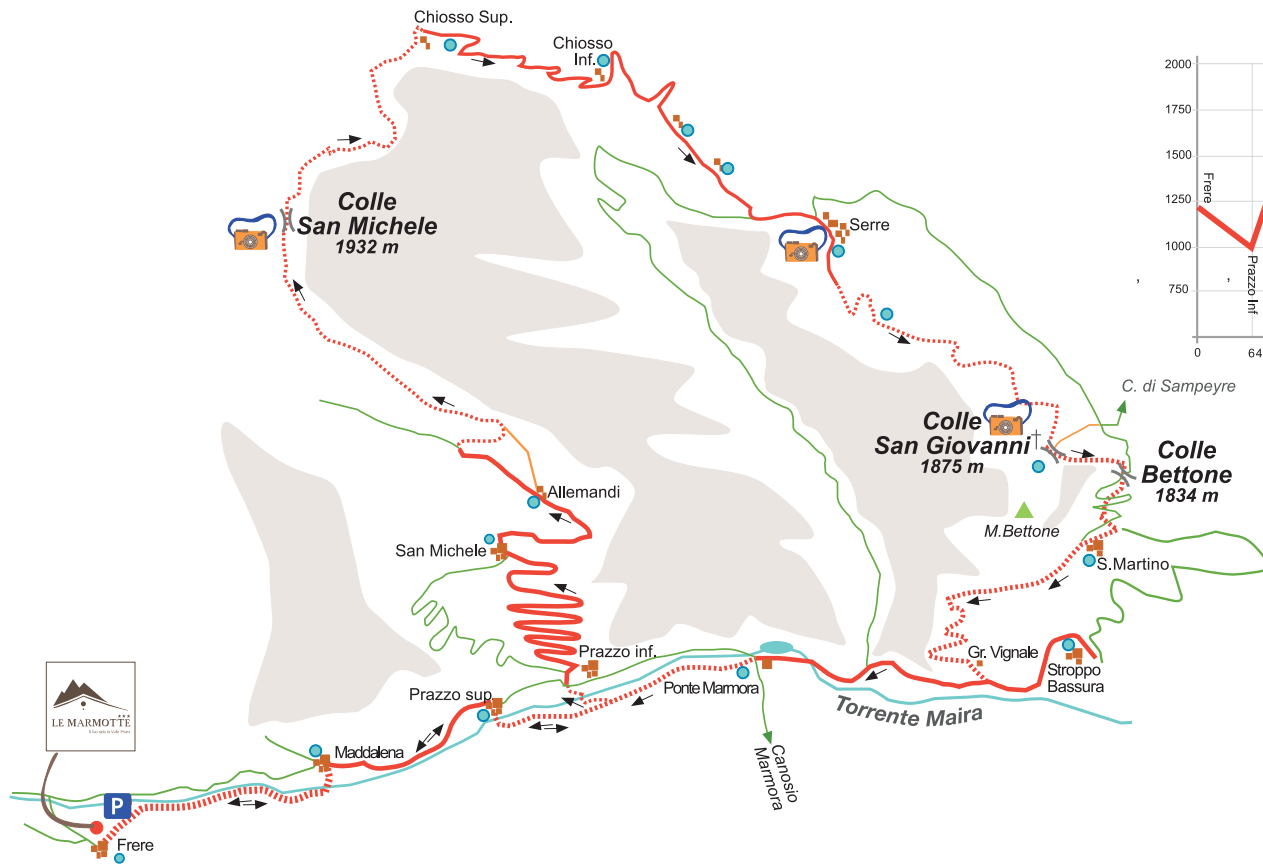 Chiosso Sup.
Chiosso
Inf.
2000
1750
1500
1250
1000
750
Frere
Prazzo Inf
0
64
,
,
Colle
San Michele
1932 m
Serre
C. di Sampeyre
Colle
San Giovanni
1875 m
Colle
Bettone
1834 m
M.Bettone
Allemandi
San Michele
S.Martino
Prazzo inf.
Gr. Vignale
Stroppo
Bassura
Ponte Marmora
Prazzo sup.
Torrente Maira
Canosio
Marmora
Maddalena
LE MARMOTTE
P
Frere